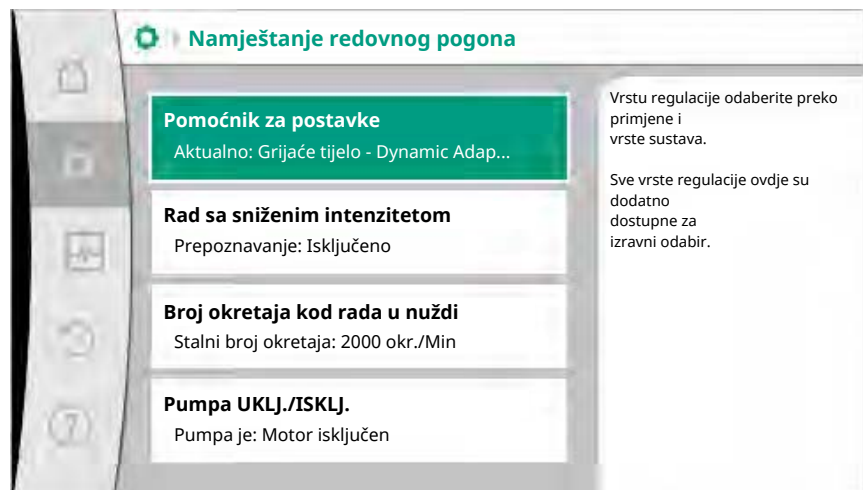 Namještanje redovnog pogona
Pomoćnik za postavke
Aktualno: Grijaće tijelo - Dynamic Adap...
Rad sa sniženim intenzitetom
Prepoznavanje: Isključeno
Broj okretaja kod rada u nuždi
Stalni broj okretaja: 2000 okr./Min
Pumpa UKLJ./ISKLJ.
Pumpa je: Motor isključen
Vrstu regulacije odaberite preko
primjene i
vrste sustava.
Sve vrste regulacije ovdje su
dodatno
dostupne za
izravni odabir.